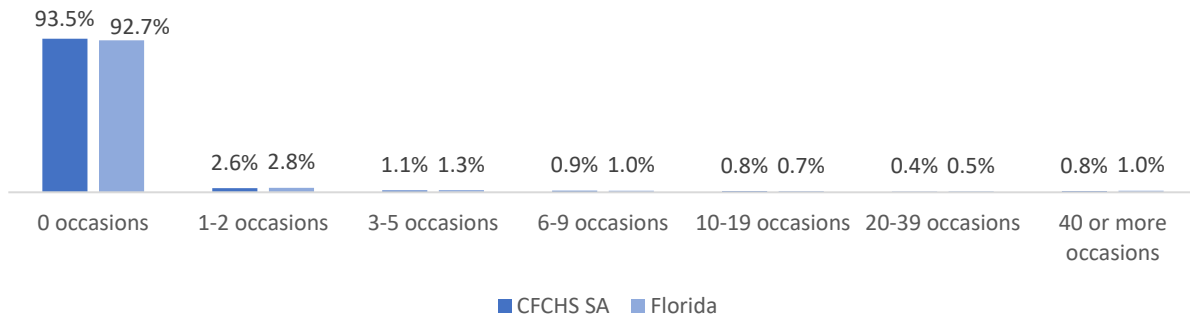 93.5% 92.7%
2.6% 2.8% 1.1% 1.3% 0.9% 1.0% 0.8% 0.7% 0.4% 0.5% 0.8% 1.0%
0 occasions 1-2 occasions 3-5 occasions 6-9 occasions 10-19 occasions 20-39 occasions 40 or more
occasions
CFCHS SA Florida